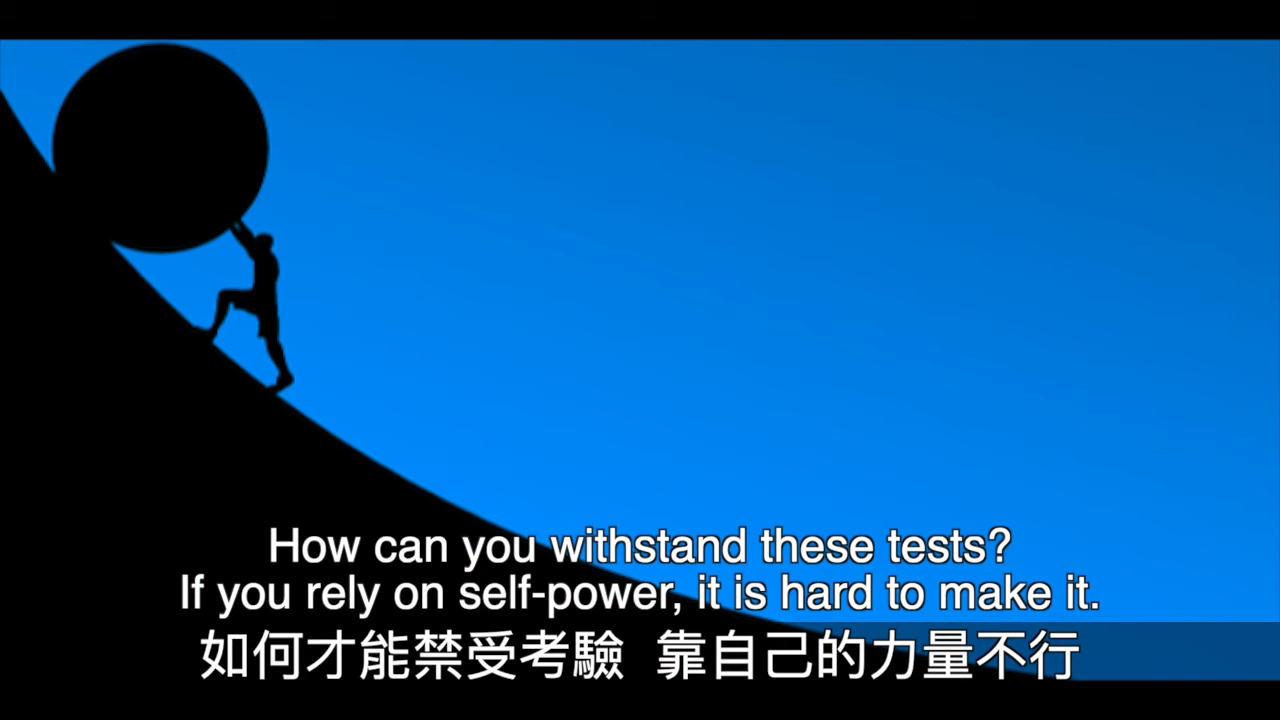 How can you withstand these tests?
If you rely on self-power, it is hard to make it.
如何才能禁受考驗 靠自己的力量不行